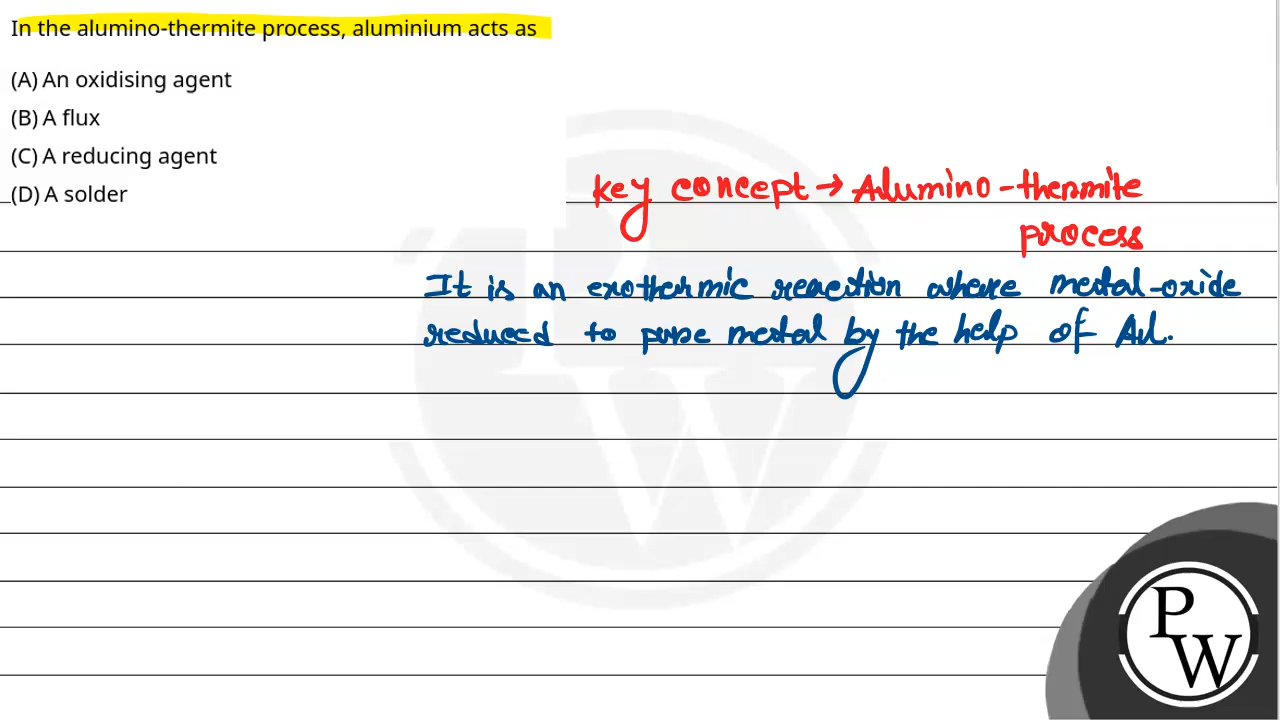 In the alumino-thermite process, aluminium acts as
(A) An oxidising agent
(B) A flux
(C) A reducing agent
(D) A solder
key concept → Alumino-thermite
process
It is an exothermic reaction where metal-oxide
reduced to pure metal by the help of Al.
PW